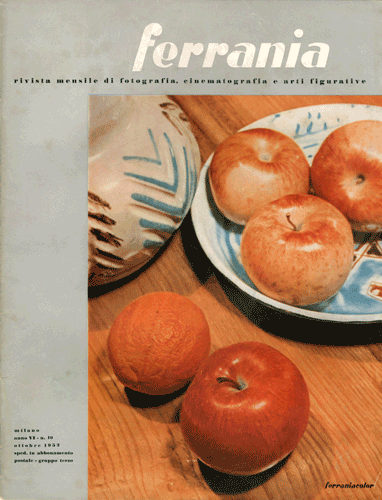 ferrania
rivista mensile di fotografia, cinematografia e arti figurative
milano
anno VI - n. 10
ottobre 1952
sped. in abbonamento
postale - gruppo terzo
ferraniacolor